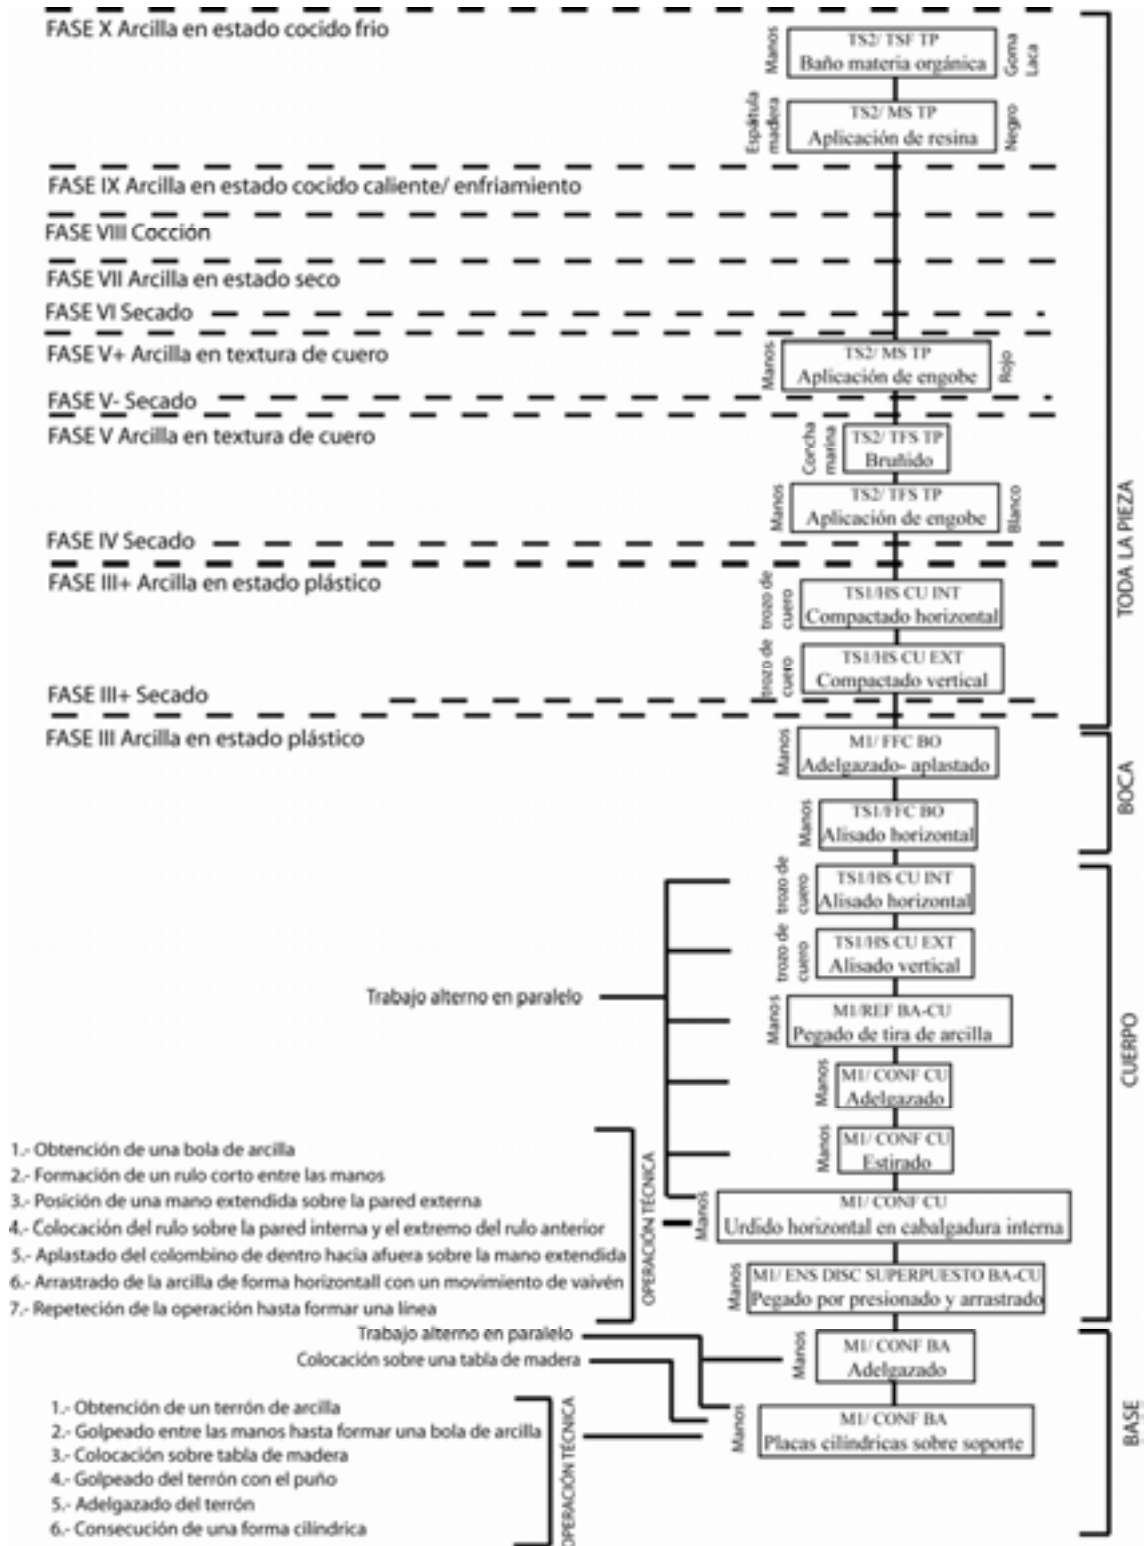 FASE X Arcilla en estado cocido frio
Manos
TS2/ TSF TP
Baño materia orgánica
Goma
Laca
Espátula
madera
TS2/ MS TP
Aplicación de resina
Negro
FASE IX Arcilla en estado cocido caliente/ enfriamiento
FASE VIII Cocción
FASE VII Arcilla en estado seco
FASE VI Secado
FASE V+ Arcilla en textura de cuero
Manos
TS2/ MS TP
Aplicación de engobe
Rojo
FASE V- Secado
FASE V Arcilla en textura de cuero
Concha
marina
TS2/ TFS TP
Bruñido
Manos
TS2/ TFS TP
Aplicación de engobe
Blanco
FASE IV Secado
FASE III+ Arcilla en estado plástico
trozo de
cuero
TS1/HS CU INT
Compactado horizontal
trozo de
cuero
TS1/HS CU EXT
Compactado vertical
FASE III+ Secado
TODA LA PIEZA
FASE III Arcilla en estado plástico
Manos
M1/ FFC BO
Adelgazado- aplastado
Manos
TS1/FFC BO
Alisado horizontal
BOCA
trozo de
cuero
TS1/HS CU INT
Alisado horizontal
trozo de
cuero
TS1/HS CU EXT
Alisado vertical
Trabajo alterno en paralelo
Manos
M1/REF BA-CU
Pegado de tira de arcilla
Manos
M1/ CONF CU
Adelgazado
Manos
M1/ CONF CU
Estirado
Manos
M1/ CONF CU
Urdido horizontal en cabalgadura interna
Manos
M1/ ENS DISC SUPERPUESTO BA-CU
Pegado por presionado y arrastrado
CUERPO
1.- Obtención de una bola de arcilla
2.- Formación de un rulo corto entre las manos
3.- Posición de una mano extendida sobre la pared externa
4.- Colocación del rulo sobre la pared interna y el extremo del rulo anterior
5.- Aplastado del colombino de dentro hacia afuera sobre la mano extendida
6.- Arrastrado de la arcilla de forma horizontall con un movimiento de vaivén
7.- Repeteción de la operación hasta formar una línea
OPERACIÓN TÉCNICA
Trabajo alterno en paralelo
Colocación sobre una tabla de madera
Manos
M1/ CONF BA
Adelgazado
Manos
M1/ CONF BA
Placas cilíndricas sobre soporte
BASE
1.- Obtención de un terrón de arcilla
2.- Golpeado entre las manos hasta formar una bola de arcilla
3.- Colocación sobre tabla de madera
4.- Golpeado del terrón con el puño
5.- Adelgazado del terrón
6.- Consecución de una forma cilíndrica
OPERACIÓN TÉCNICA